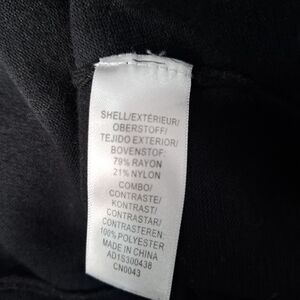 SHELL/EXTÉRIEUR/
OBERSTOFF/
TEJIDO EXTERIOR/
BOVENSTOF:
79% RAYON
21% NYLON
COMBO/
CONTRASTE/
KONTRAST/
CONTRASTAR/
CONTRASTEREN:
100% POLYESTER
MADE IN CHINA
AD1S300438
CN0043